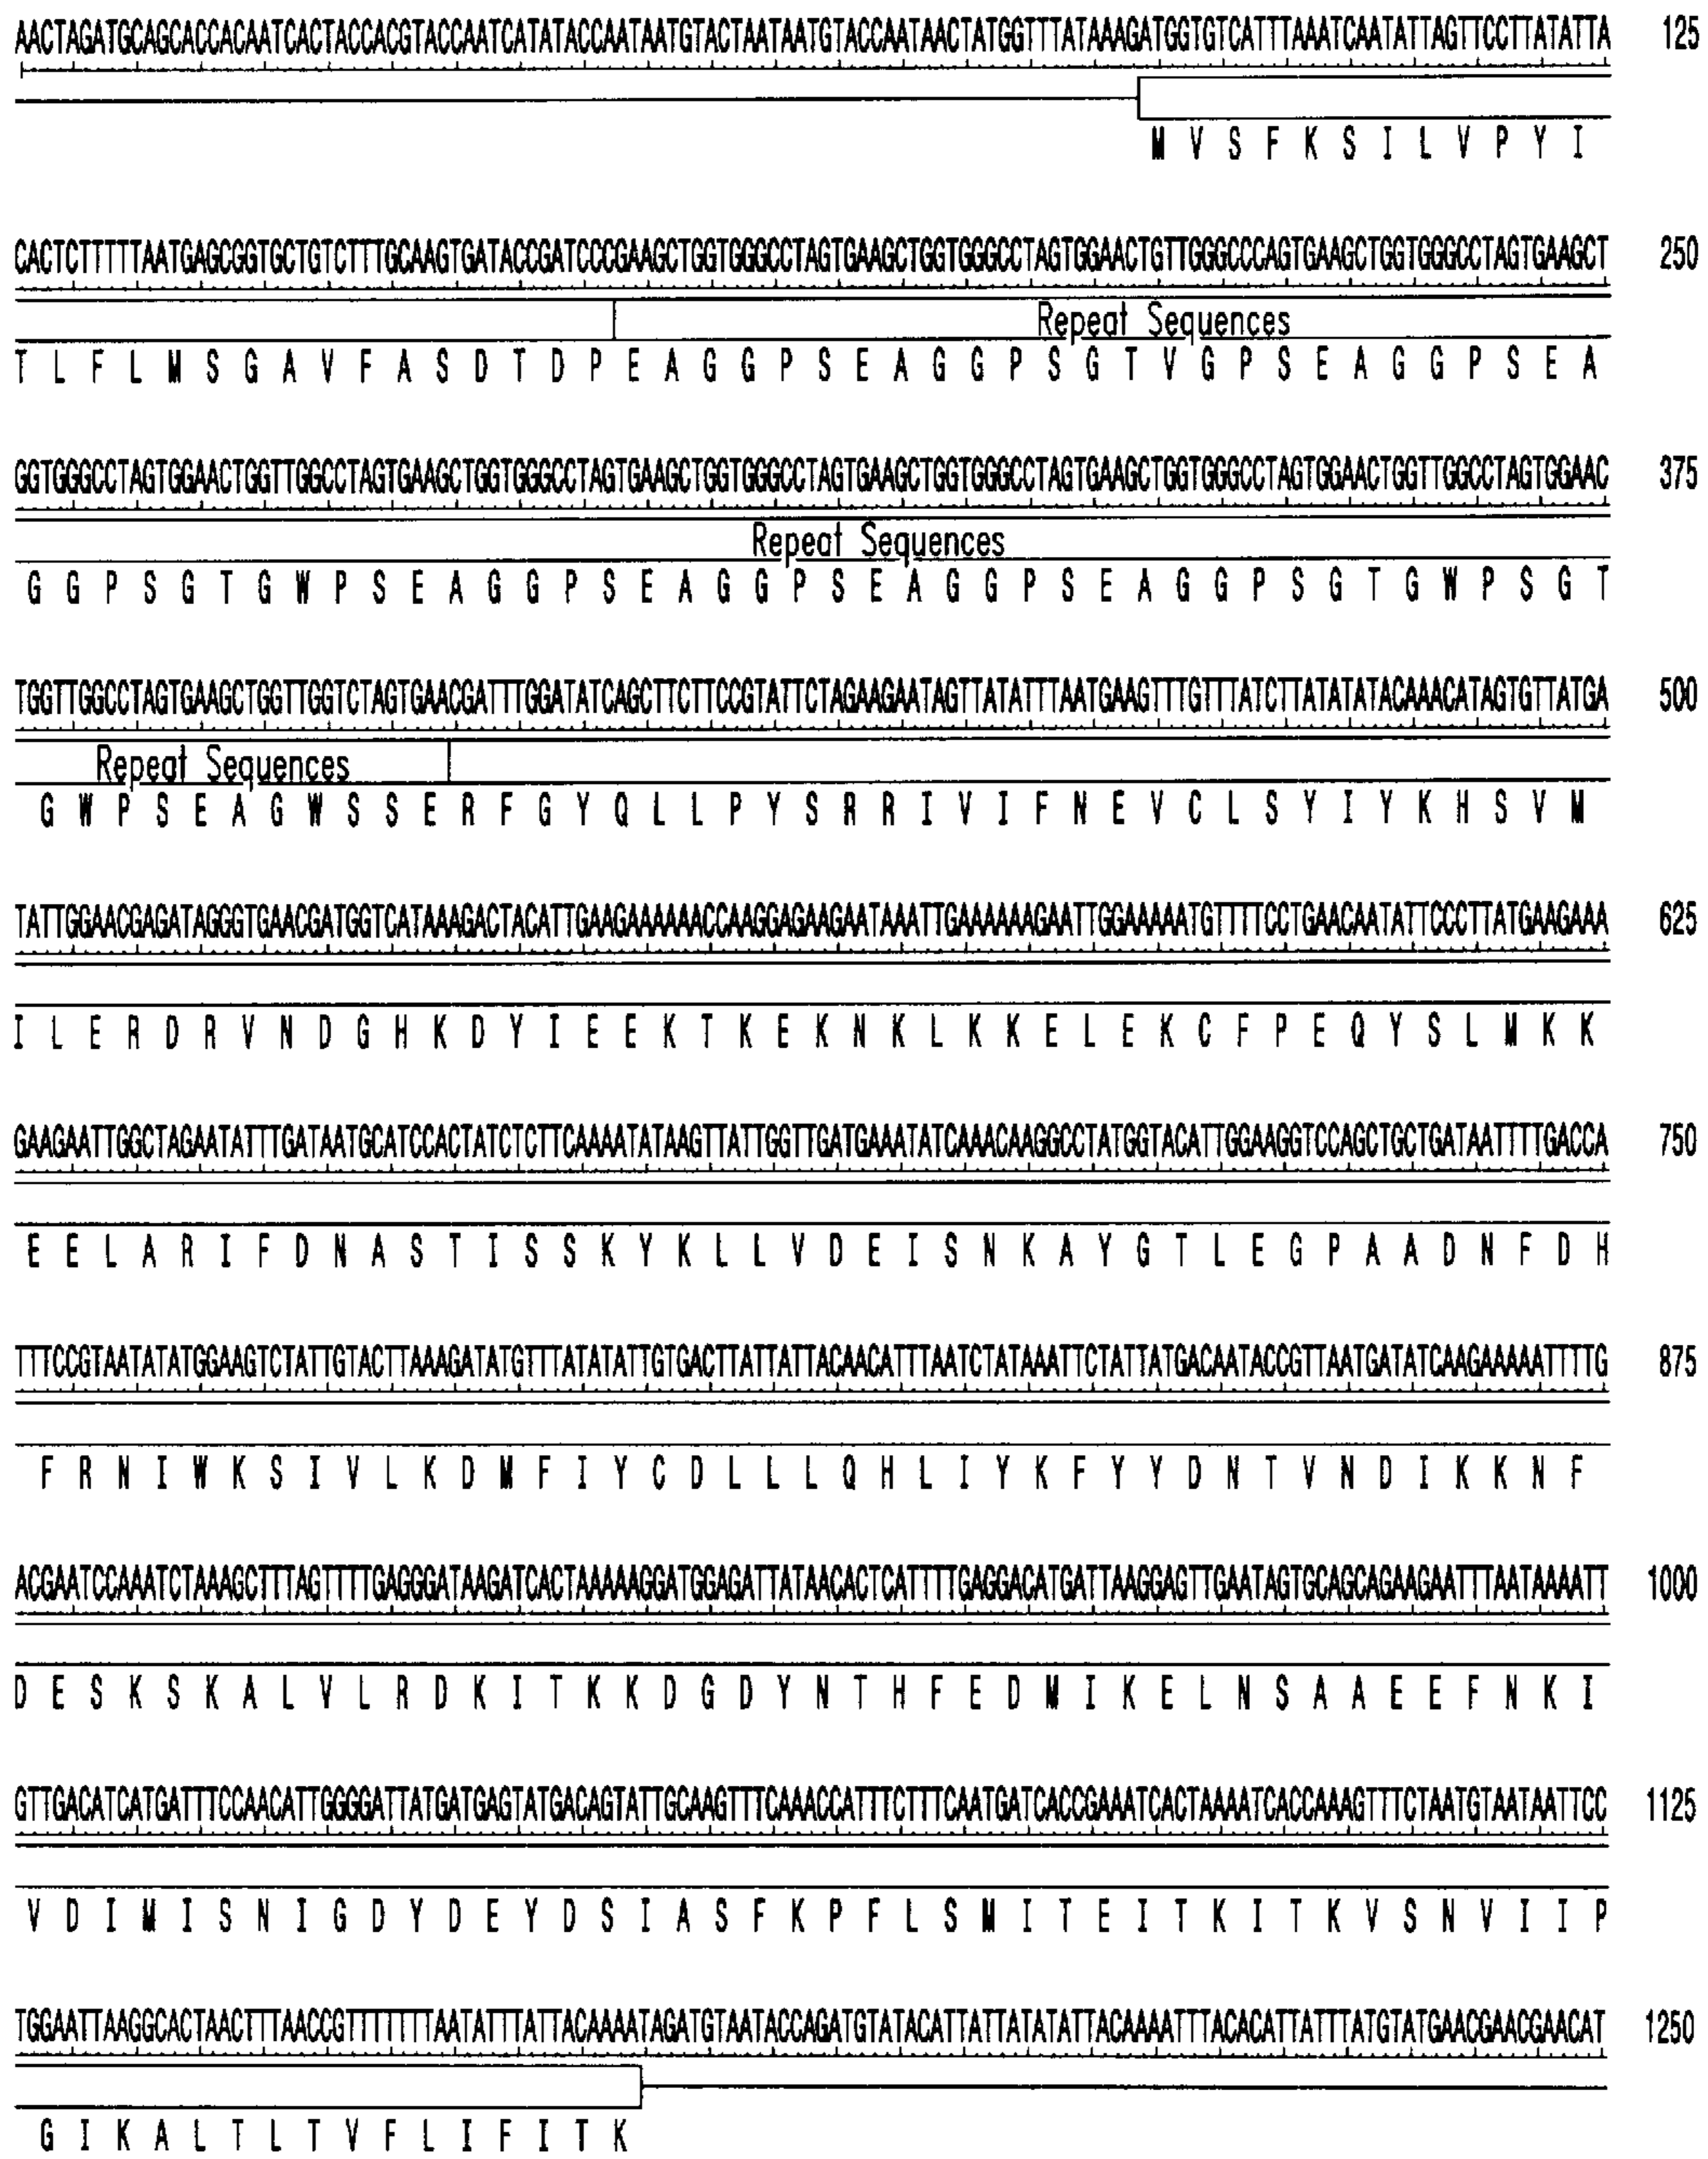 AACTAGATGCAGCACCACAATCACTACCACGTACCAATCATATACCAATAATGTACTAATAATGTACCAATAACTATGGTTTATAAAGATGGTGTCATTTAAATCAATATTAGTTCCTTATATTA 125
M V S F K S I L V P Y I
CACTCTTTTTAATGAGCGGTGCTGTCTTTGCAAGTGATACCGATCCCGAAGCTGGTGGGCCTAGTGAAGCTGGTGGGCCTAGTGGAACTGTTGGGCCCAGTGAAGCTGGTGGGCCTAGTGAAGCT 250
Repeat Sequences
T L F L M S G A V F A S D T D P E A G G P S E A G G P S G T V G P S E A G G P S E A
GGTGGGCCTAGTGGAACTGGTTGGCCTAGTGAAGCTGGTGGGCCTAGTGAAGCTGGTGGGCCTAGTGAAGCTGGTGGGCCTAGTGAAGCTGGTGGGCCTAGTGGAACTGGTTGGCCTAGTGGAAC 375
Repeat Sequences
G G P S G T G W P S E A G G P S E A G G P S E A G G P S E A G G P S G T G W P S G T
TGGTTGGCCTAGTGAAGCTGGTTGGTCTAGTGAACGATTTGGATATCAGCTTCTTCCGTATTCTAGAAGAATAGTTATATTTAATGAAGTTTGTTTATCTTATATATACAAACATAGTGTTATGA 500
Repeat Sequences
G W P S E A G W S S E R F G Y Q L L P Y S R R I V I F N E V C L S Y I Y K H S V M
TATTGGAACGAGATAGGGTGAACGATGGTCATAAAGACTACATTGAAGAAAAAACCAAGGAGAAGAATAAATTGAAAAAAGAATTGGAAAAATGTTTTCCTGAACAATATTCCCTTATGAAGAAA 625
I L E R D R V N D G H K D Y I E E K T K E K N K L K K E L E K C F P E Q Y S L M K K
GAAGAATTGGCTAGAATATTTGATAATGCATCCACTATCTCTTCAAAATATAAGTTATTGGTTGATGAAATATCAAACAAGGCCTATGGTACATTGGAAGGTCCAGCTGCTGATAATTTTGACCA 750
E E L A R I F D N A S T I S S K Y K L L V D E I S N K A Y G T L E G P A A D N F D H
TTTCCGTAATATATGGAAGTCTATTGTACTTAAAGATATGTTTATATATTGTGACTTATTATTACAACATTTAATCTATAAATTCTATTATGACAATACCGTTAATGATATCAAGAAAAATTTTG 875
F R N I W K S I V L K D M F I Y C D L L L Q H L I Y K F Y Y D N T V N D I K K N F
ACGAATCCAAATCTAAAGCTTTAGTTTTGAGGGATAAGATCACTAAAAAGGATGGAGATTATAACACTCATTTTGAGGACATGATTAAGGAGTTGAATAGTGCAGCAGAAGAATTTAATAAAATT 1000
D E S K S K A L V L R D K I T K K D G D Y N T H F E D M I K E L N S A A E E F N K I
GTTGACATCATGATTTCCAACATTGGGGATTATGATGAGTATGACAGTATTGCAAGTTTCAAACCATTTCTTTCAATGATCACCGAAATCACTAAAATCACCAAAGTTTCTAATGTAATAATTCC 1125
V D I M I S N I G D Y D E Y D S I A S F K P F L S M I T E I T K I T K V S N V I I P
TGGAATTAAGGCACTAACTTTAACCGTTTTTTTAATATTTATTACAAAATAGATGTAATACCAGATGTATACATTATTATATATTACAAAATTTACACATTATTTATGTATGAACGAACGAACAT 1250
G I K A L T L T V F L I F I T K